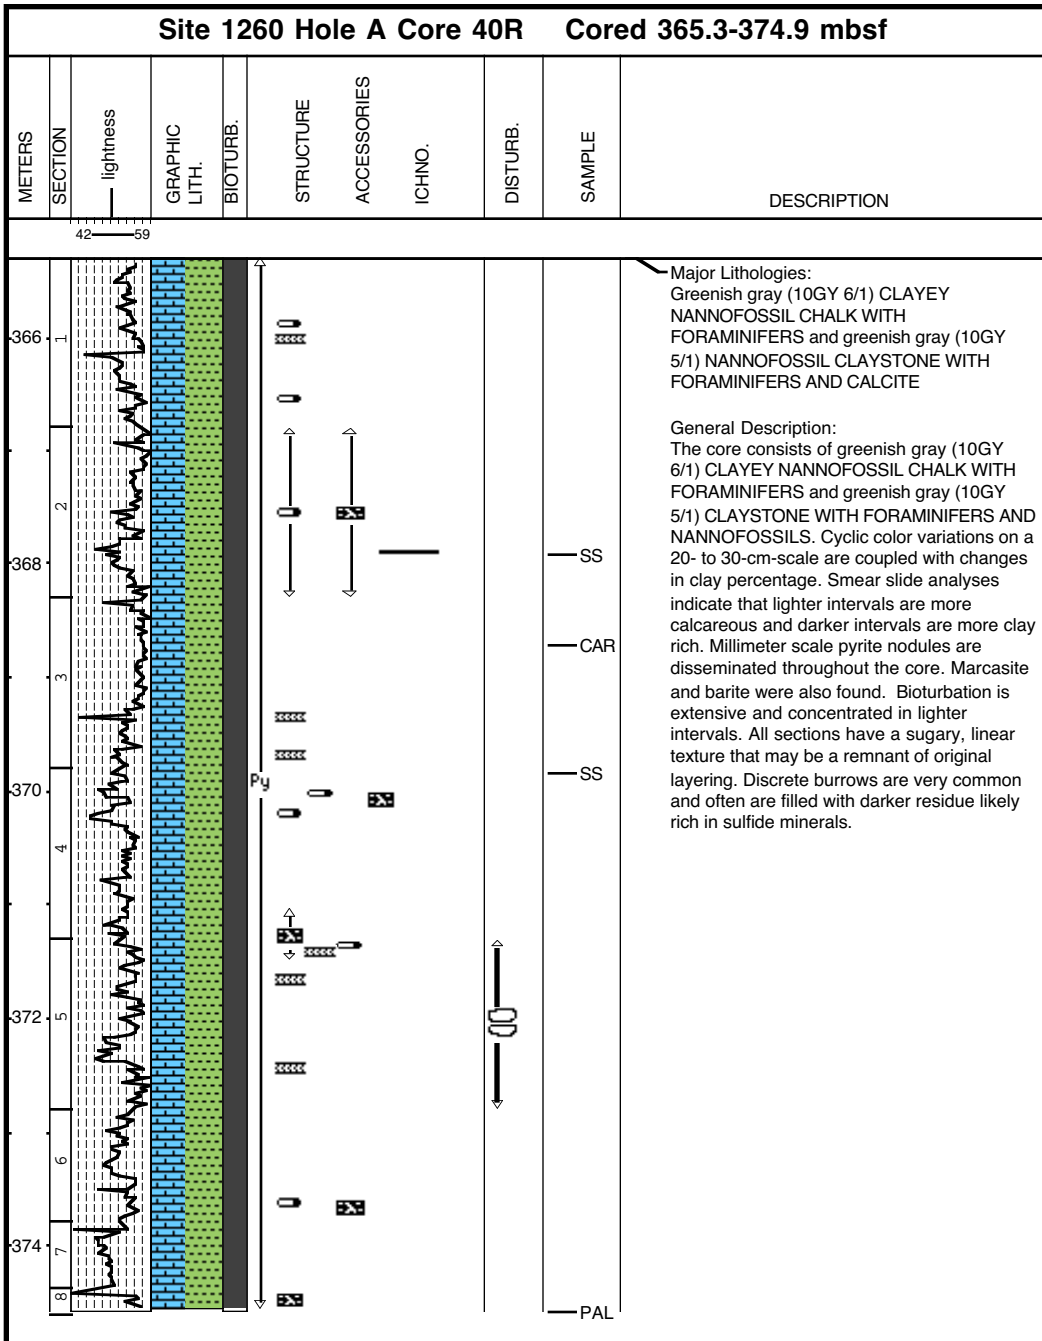 Site 1260 Hole A Core 40R Cored 365.3-374.9 mbsf
METERS
SECTION
lightness
GRAPHIC
LITH.
BIOTURB.
STRUCTURE
ACCESSORIES
ICHNO.
DISTURB.
SAMPLE
DESCRIPTION
42 59
366
368
370
372
374
1
2
3
4
5
6
7
8
Py
SS
CAR
SS
PAL
Major Lithologies:
Greenish gray (10GY 6/1) CLAYEY
NANNOFOSSIL CHALK WITH
FORAMINIFERS and greenish gray (10GY
5/1) NANNOFOSSIL CLAYSTONE WITH
FORAMINIFERS AND CALCITE
General Description:
The core consists of greenish gray (10GY
6/1) CLAYEY NANNOFOSSIL CHALK WITH
FORAMINIFERS and greenish gray (10GY
5/1) CLAYSTONE WITH FORAMINIFERS AND
NANNOFOSSILS. Cyclic color variations on a
20- to 30-cm-scale are coupled with changes
in clay percentage. Smear slide analyses
indicate that lighter intervals are more
calcareous and darker intervals are more clay
rich. Millimeter scale pyrite nodules are
disseminated throughout the core. Marcasite
and barite were also found. Bioturbation is
extensive and concentrated in lighter
intervals. All sections have a sugary, linear
texture that may be a remnant of original
layering. Discrete burrows are very common
and often are filled with darker residue likely
rich in sulfide minerals.